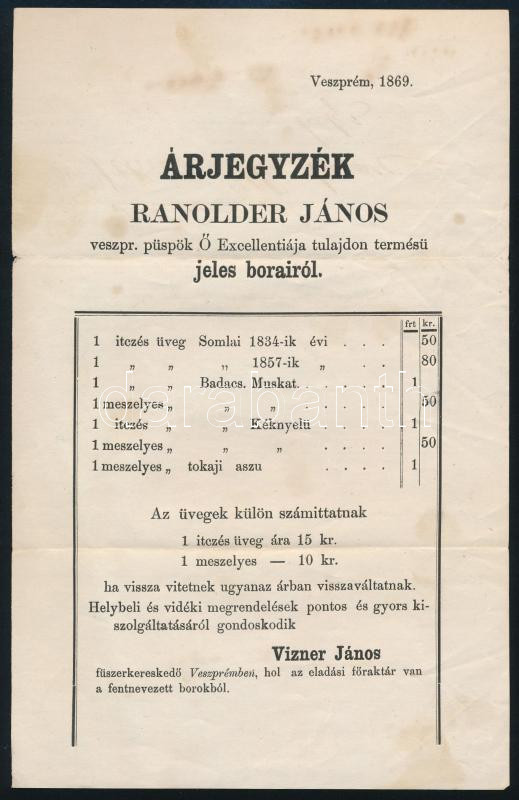 Veszprém, 1869.
ÁRJEGYZÉK
RANOLDER JÁNOS
veszpr. püspök Ő Excellentiája tulajdon termésü
jeles borairól.
frt kr.
1 itczés üveg Somlai 1834-ik évi . . . 50
1 „ „ „ 1857-ik „ . . . 80
1 „ „ Badacs. Muskat. . . . . 1
1 meszelyes „ „ „ . . . . 50
1 itczés „ „ Kéknyelü . . . . 1
1 meszelyes „ „ „ . . . . 50
1 meszelyes „ tokaji aszu . . . . 1
darabanth
Az üvegek külön számittatnak
1 itczés üveg ára 15 kr.
1 meszelyes — 10 kr.
ha vissza vitetnek ugyanaz árban visszaváltatnak.
Helybeli és vidéki megrendelések pontos és gyors ki-
szolgáltatásáról gondoskodik
Vizner János
füszerkereskedő Veszprémben, hol az eladási főraktár van
a fentnevezett borokból.